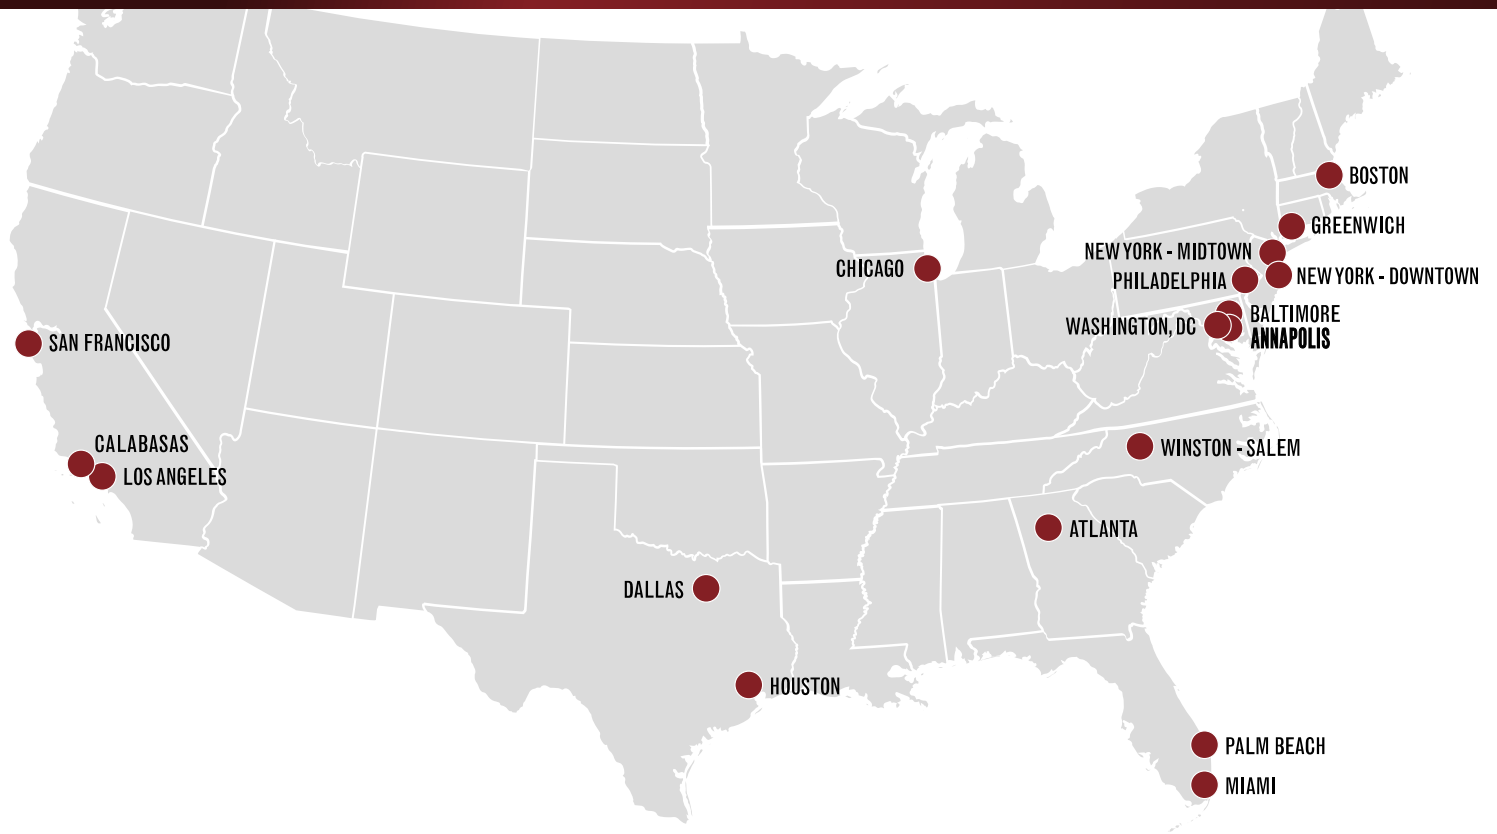 BOSTON
GREENWICH
NEW YORK - MIDTOWN
CHICAGO
PHILADELPHIA
NEW YORK - DOWNTOWN
BALTIMORE
WASHINGTON, DC
ANNAPOLIS
SAN FRANCISCO
CALABASAS
WINSTON - SALEM
LOS ANGELES
ATLANTA
DALLAS
HOUSTON
PALM BEACH
MIAMI